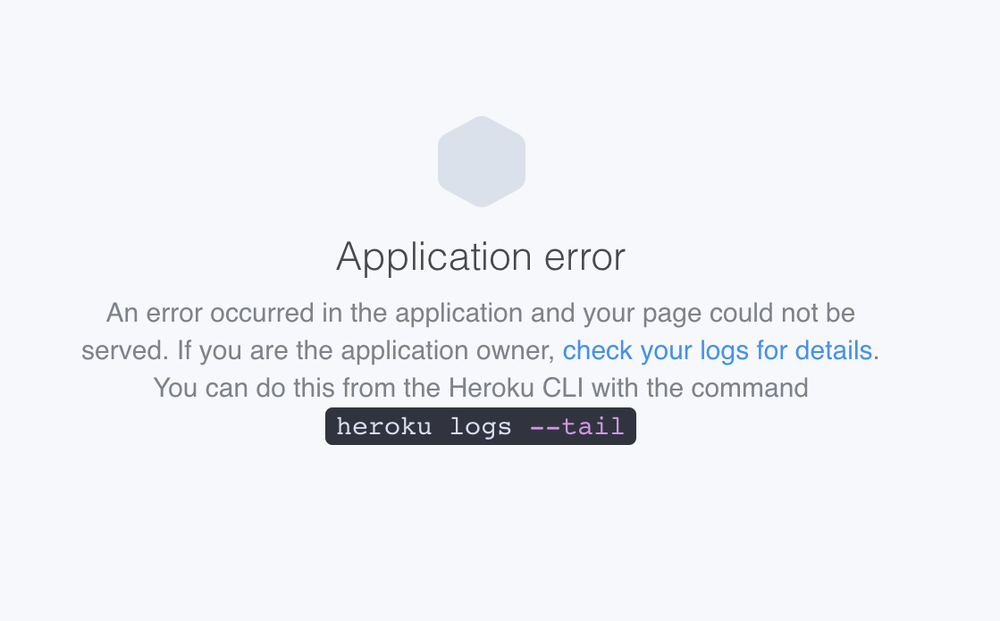 Application error
An error occurred in the application and your page could not be
served. If you are the application owner, check your logs for details.
You can do this from the Heroku CLI with the command
heroku logs --tail